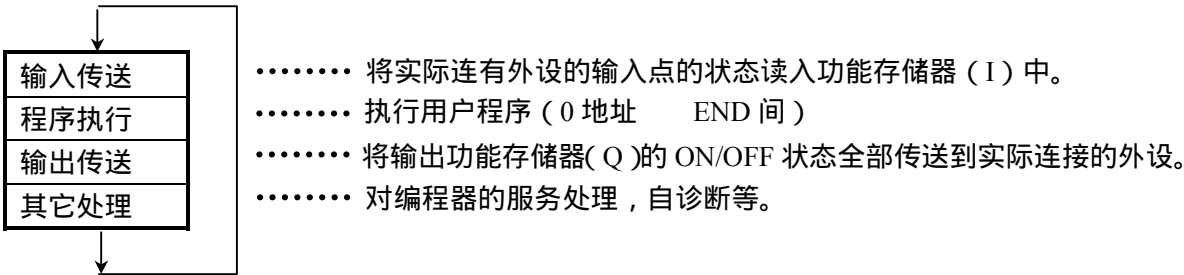 输入传送 ········ 将实际连有外设的输入点的状态读入功能存储器(I)中。
程序执行 ········ 执行用户程序(0 地址 END 间)
输出传送 ········ 将输出功能存储器(Q)的 ON/OFF 状态全部传送到实际连接的外设。
其它处理 ········ 对编程器的服务处理,自诊断等。